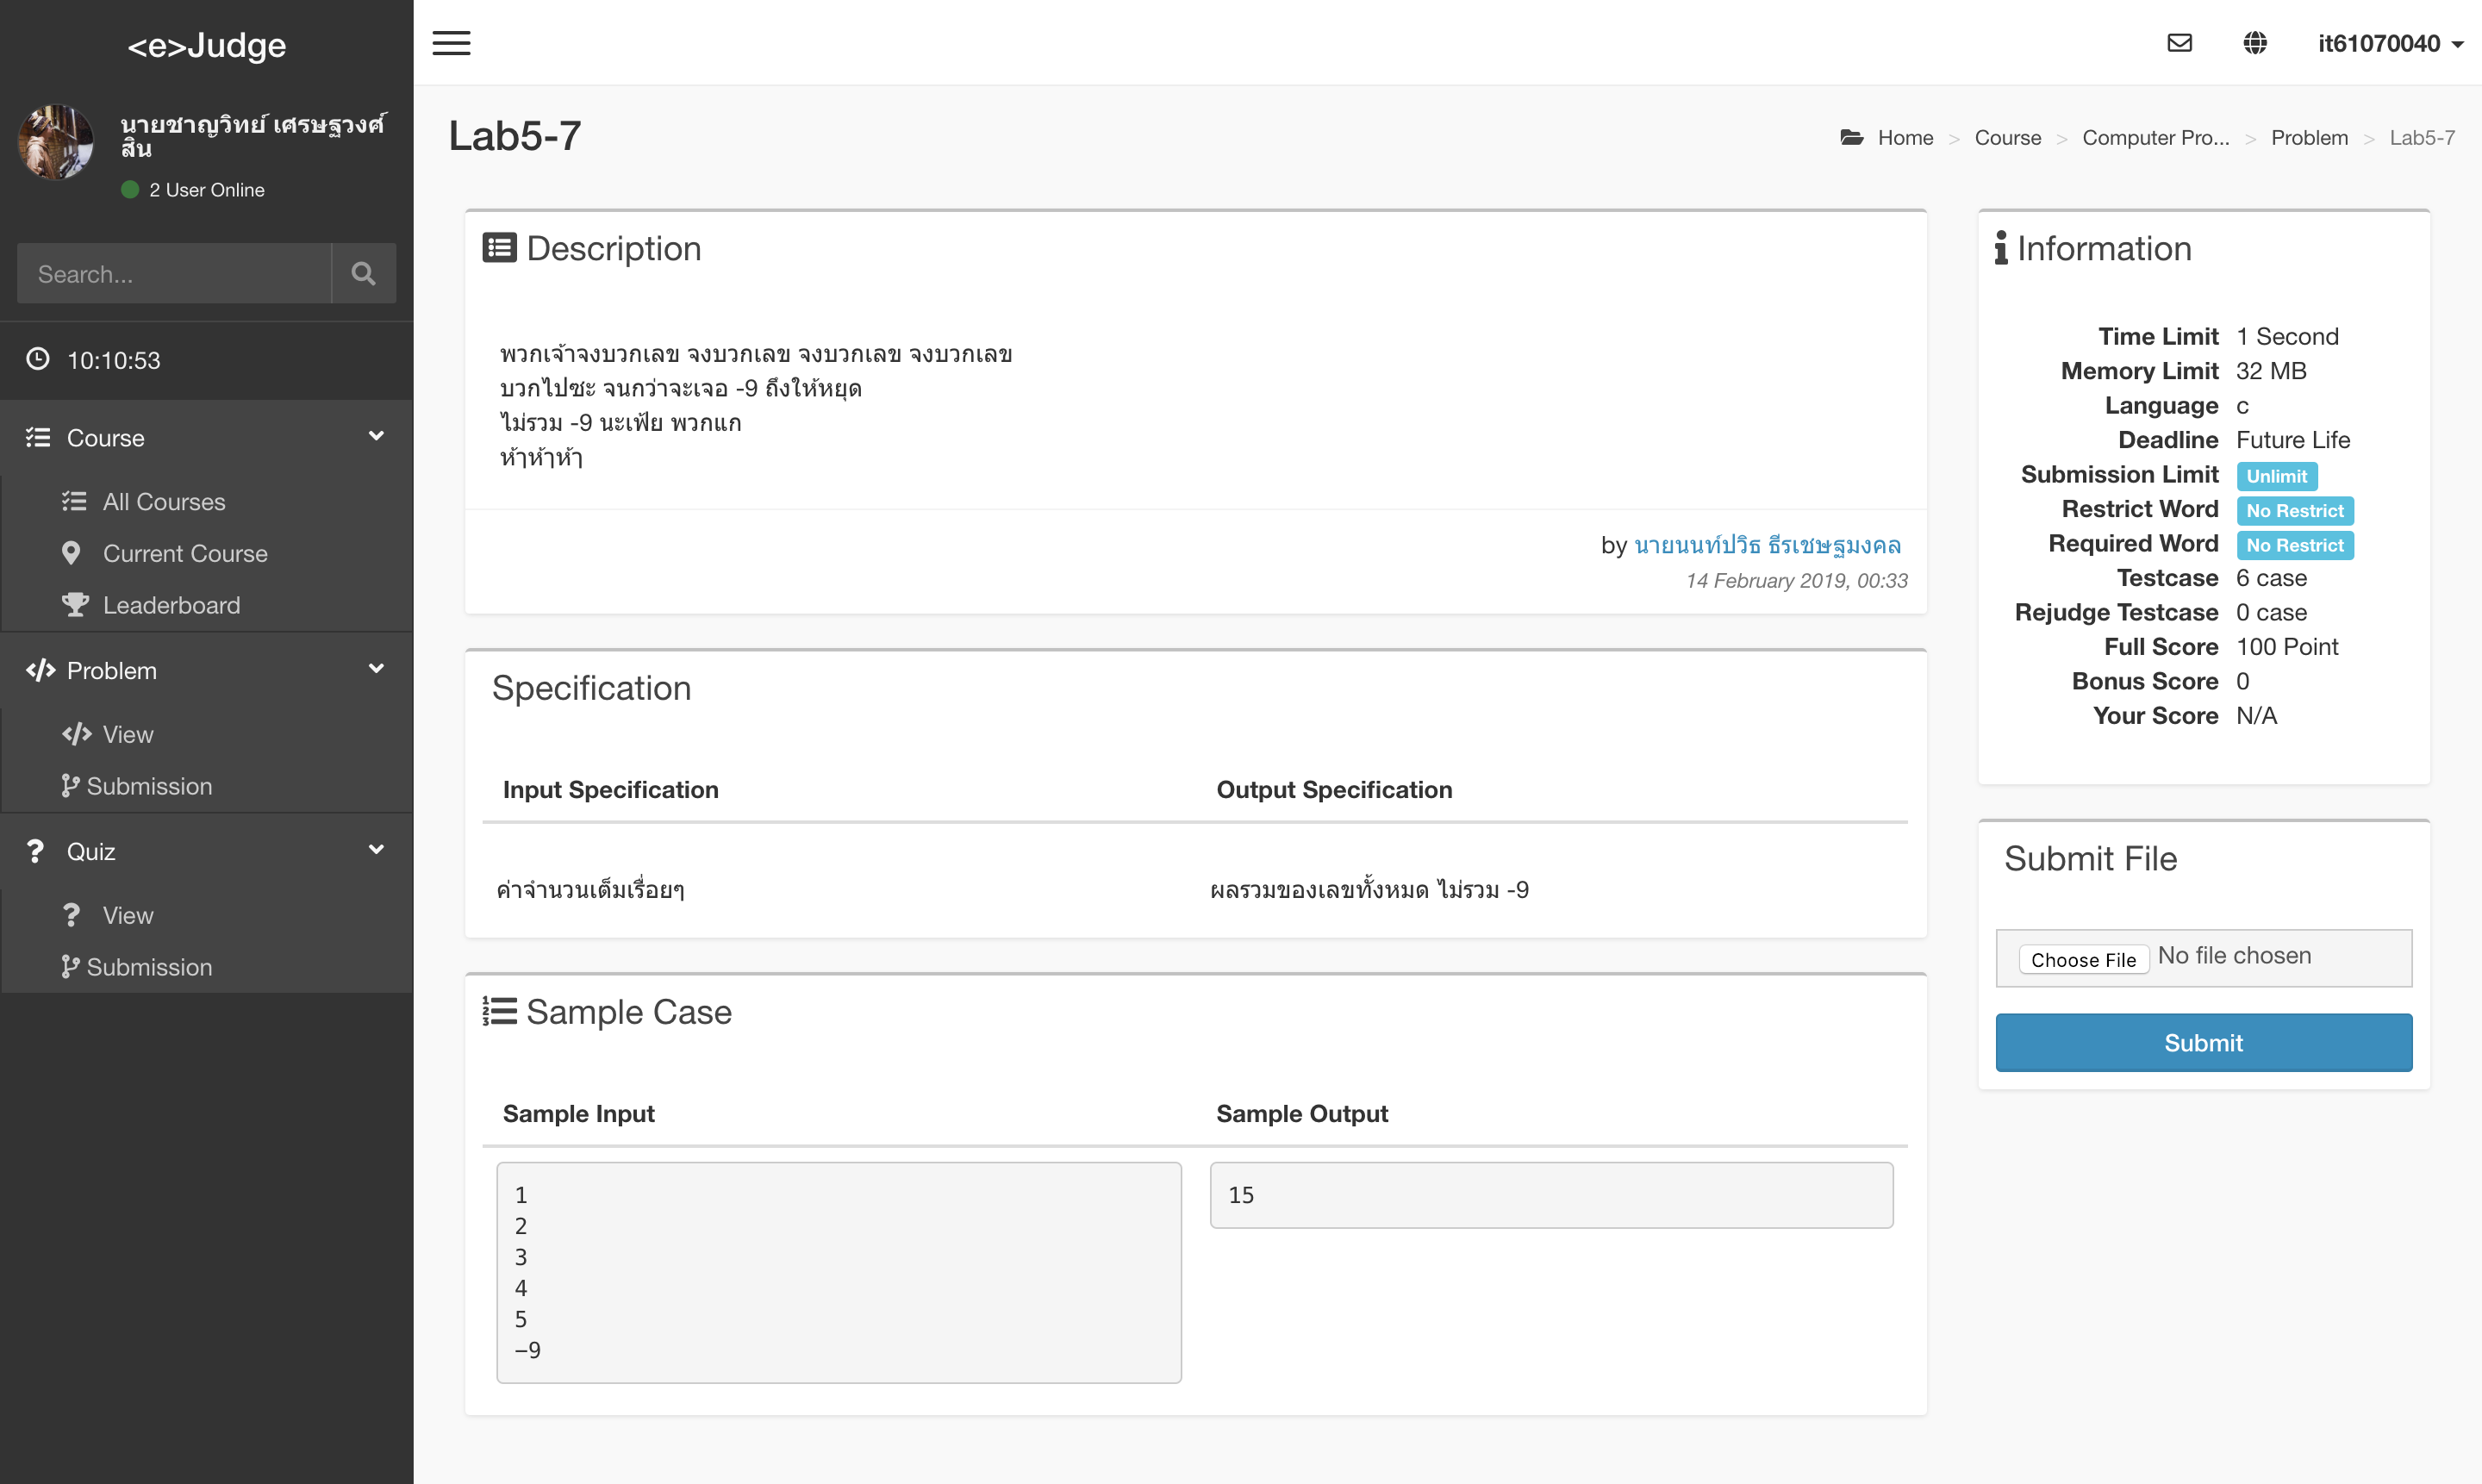 <e>Judge
นายชาญวิทย์ เศรษฐวงศ์
สิน
2 User Online
Search...
10:10:53
Course
All Courses
Current Course
Leaderboard
Problem
View
Submission
Quiz
View
Submission
it61070040
Lab5-7
Home > Course > Computer Pro... > Problem > Lab5-7
Description
พวกเจ้าจงบวกเลข จงบวกเลข จงบวกเลข จงบวกเลข
บวกไปซะ จนกว่าจะเจอ -9 ถึงให้หยุด
ไม่รวม -9 นะเฟ้ย พวกแก
ห้าๆห้าๆห้าๆ
by นายนนท์ปวิธ ธีรเชษฐมงคล
14 February 2019, 00:33
Specification
Input Specification Output Specification
ค่าจำนวนเต็มเรื่อยๆ ผลรวมของเลขทั้งหมด ไม่รวม -9
Sample Case
Sample Input Sample Output
1 15
2
3
4
5
-9
Information
Time Limit 1 Second
Memory Limit 32 MB
Language c
Deadline Future Life
Submission Limit Unlimit
Restrict Word No Restrict
Required Word No Restrict
Testcase 6 case
Rejudge Testcase 0 case
Full Score 100 Point
Bonus Score 0
Your Score N/A
Submit File
Choose File No file chosen
Submit